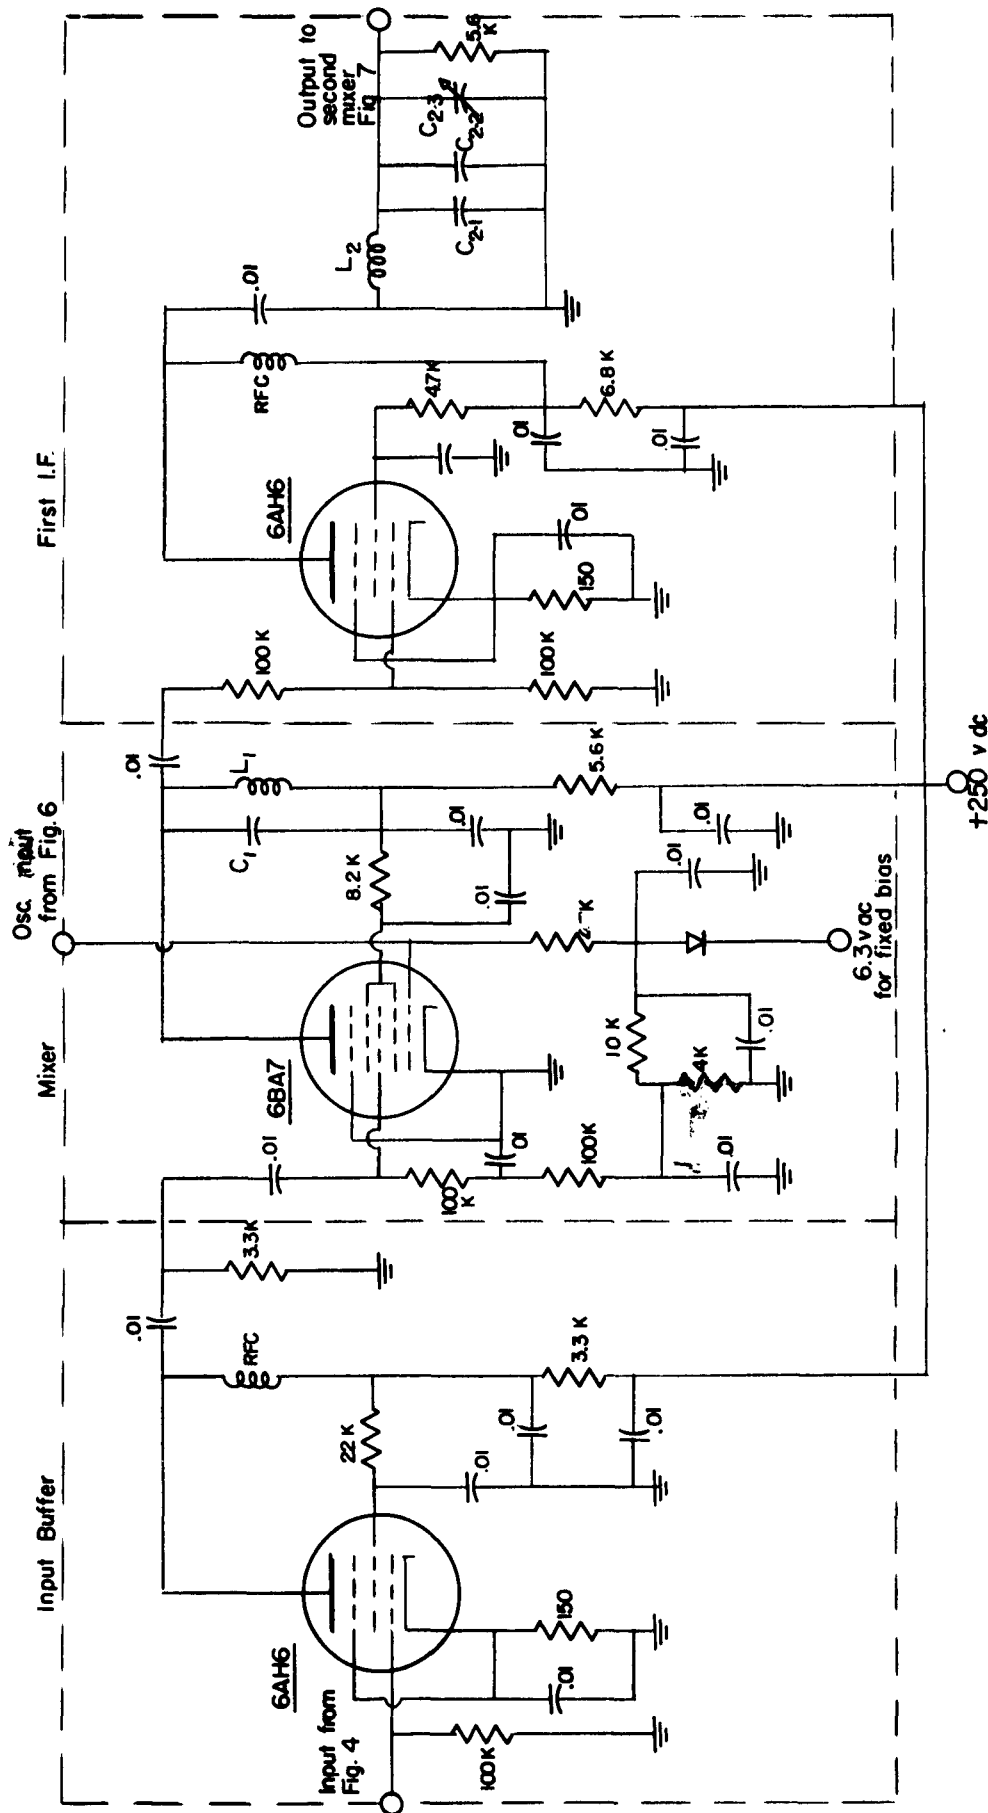 Input Buffer
Mixer
First I.F.
Osc. input
from Fig. 6
Output to
second
mixer
Fig 7
Input from
Fig. 4
6AH6
100K
.01
150
22K
.01
.01
.01
3.3K
RFC
.01
3.3K
.01
6BA7
100
K
.01
100K
.01
10K
4K
.01
.01
8.2K
.01
.01
C1
L1
.01
5.6K
.01
6.3vac
for fixed bias
+250 v dc
100K
100K
6AH6
150
.01
47K
.01
6.8K
.01
RFC
.01
L2
C2-1
C2-2
C2-3
5.6
K